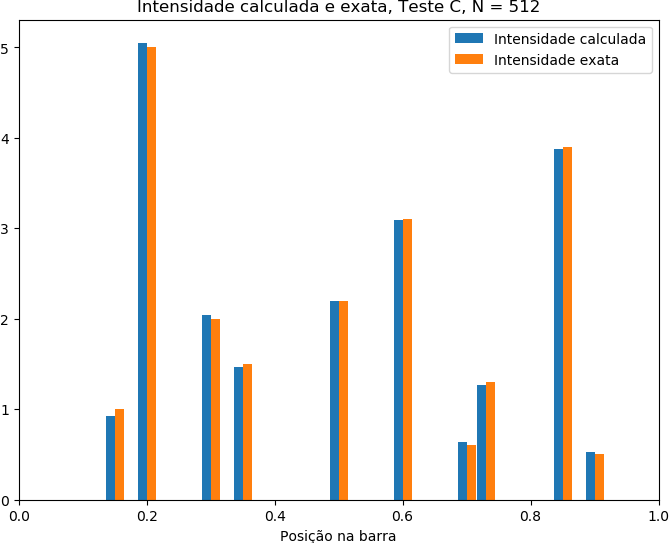 Intensidade calculada e exata, Teste C, N = 512
Intensidade calculada
Intensidade exata
5
4
3
2
1
0
0.0 0.2 0.4 0.6 0.8 1.0
Posição na barra